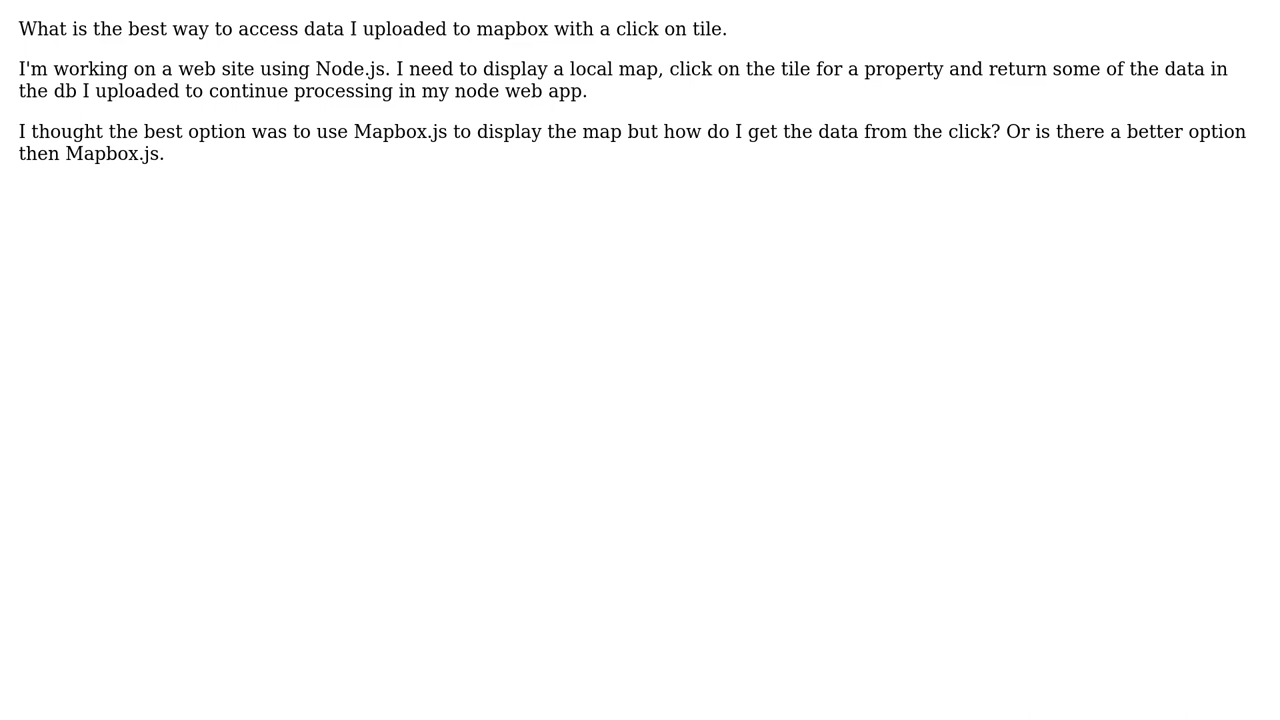 What is the best way to access data I uploaded to mapbox with a click on tile.
I'm working on a web site using Node.js. I need to display a local map, click on the tile for a property and return some of the data in
the db I uploaded to continue processing in my node web app.
I thought the best option was to use Mapbox.js to display the map but how do I get the data from the click? Or is there a better option
then Mapbox.js.